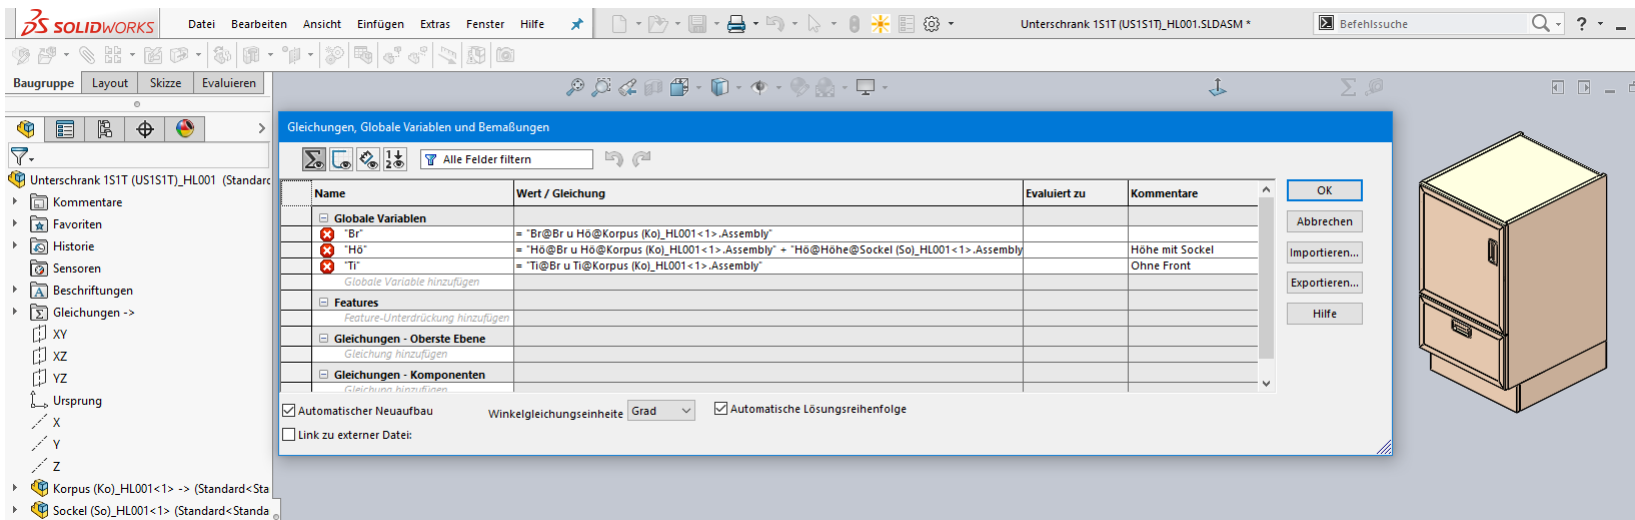 SOLIDWORKS Datei Bearbeiten Ansicht Einfügen Extras Fenster Hilfe Unterschrank 1S1T (US1S1T)_HL001.SLDASM * Befehlssuche ?
Baugruppe Layout Skizze Evaluieren
Unterschrank 1S1T (US1S1T)_HL001 (Standard
Kommentare
Favoriten
Historie
Sensoren
Beschriftungen
Gleichungen ->
XY
XZ
YZ
Ursprung
X
Y
Z
Korpus (Ko)_HL001<1> -> (Standard<Sta
Sockel (So)_HL001<1> (Standard<Standa
Gleichungen, Globale Variablen und Bemaßungen
Alle Felder filtern
Name Wert / Gleichung Evaluiert zu Kommentare
Globale Variablen
"Br" = "Br@Br u Hö@Korpus (Ko)_HL001<1>.Assembly"
"Hö" = "Hö@Br u Hö@Korpus (Ko)_HL001<1>.Assembly" + "Hö@Höhe@Sockel (So)_HL001<1>.Assembly Höhe mit Sockel
"Ti" = "Ti@Br u Ti@Korpus (Ko)_HL001<1>.Assembly" Ohne Front
Globale Variable hinzufügen
Features
Feature-Unterdrückung hinzufügen
Gleichungen - Oberste Ebene
Gleichung hinzufügen
Gleichungen - Komponenten
Gleichung hinzufügen
OK
Abbrechen
Importieren...
Exportieren...
Hilfe
Automatischer Neuaufbau Winkelgleichungseinheite Grad Automatische Lösungsreihenfolge
Link zu externer Datei: